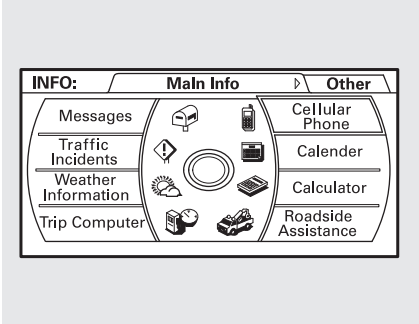 INFO: Main Info Other
Messages
Traffic
Incidents
Weather
Information
Trip Computer
Cellular
Phone
Calender
Calculator
Roadside
Assistance